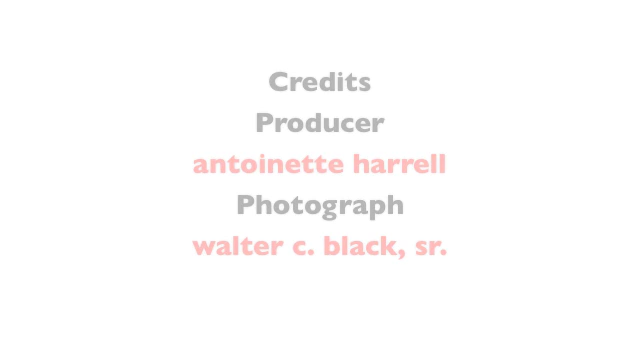 Credits
Producer
antoinette harrell
Photograph
walter c. black, sr.